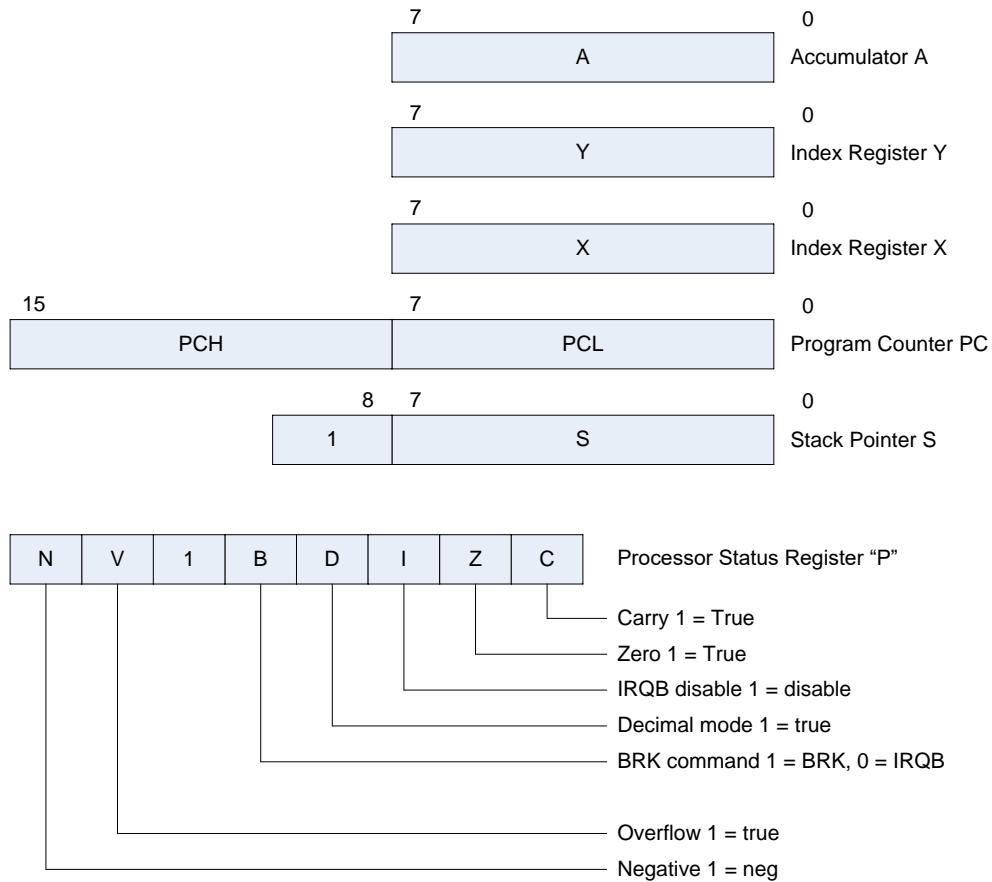 7 0
A Accumulator A
7 0
Y Index Register Y
7 0
X Index Register X
15 7 0
PCH PCL Program Counter PC
8 7 0
1 S Stack Pointer S
N V 1 B D I Z C Processor Status Register “P”
Carry 1 = True
Zero 1 = True
IRQB disable 1 = disable
Decimal mode 1 = true
BRK command 1 = BRK, 0 = IRQB
Overflow 1 = true
Negative 1 = neg